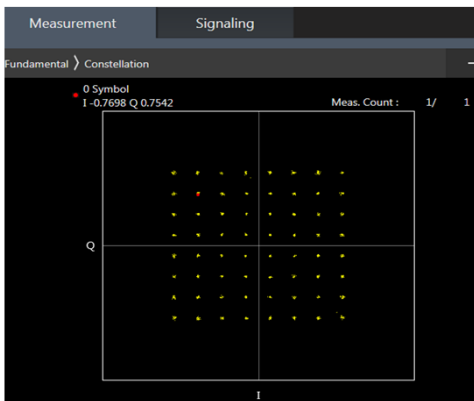 Measurement Signaling
Fundamental 〉 Constellation
0 Symbol
I -0.7698 Q 0.7542 Meas. Count : 1/ 1
Q
I